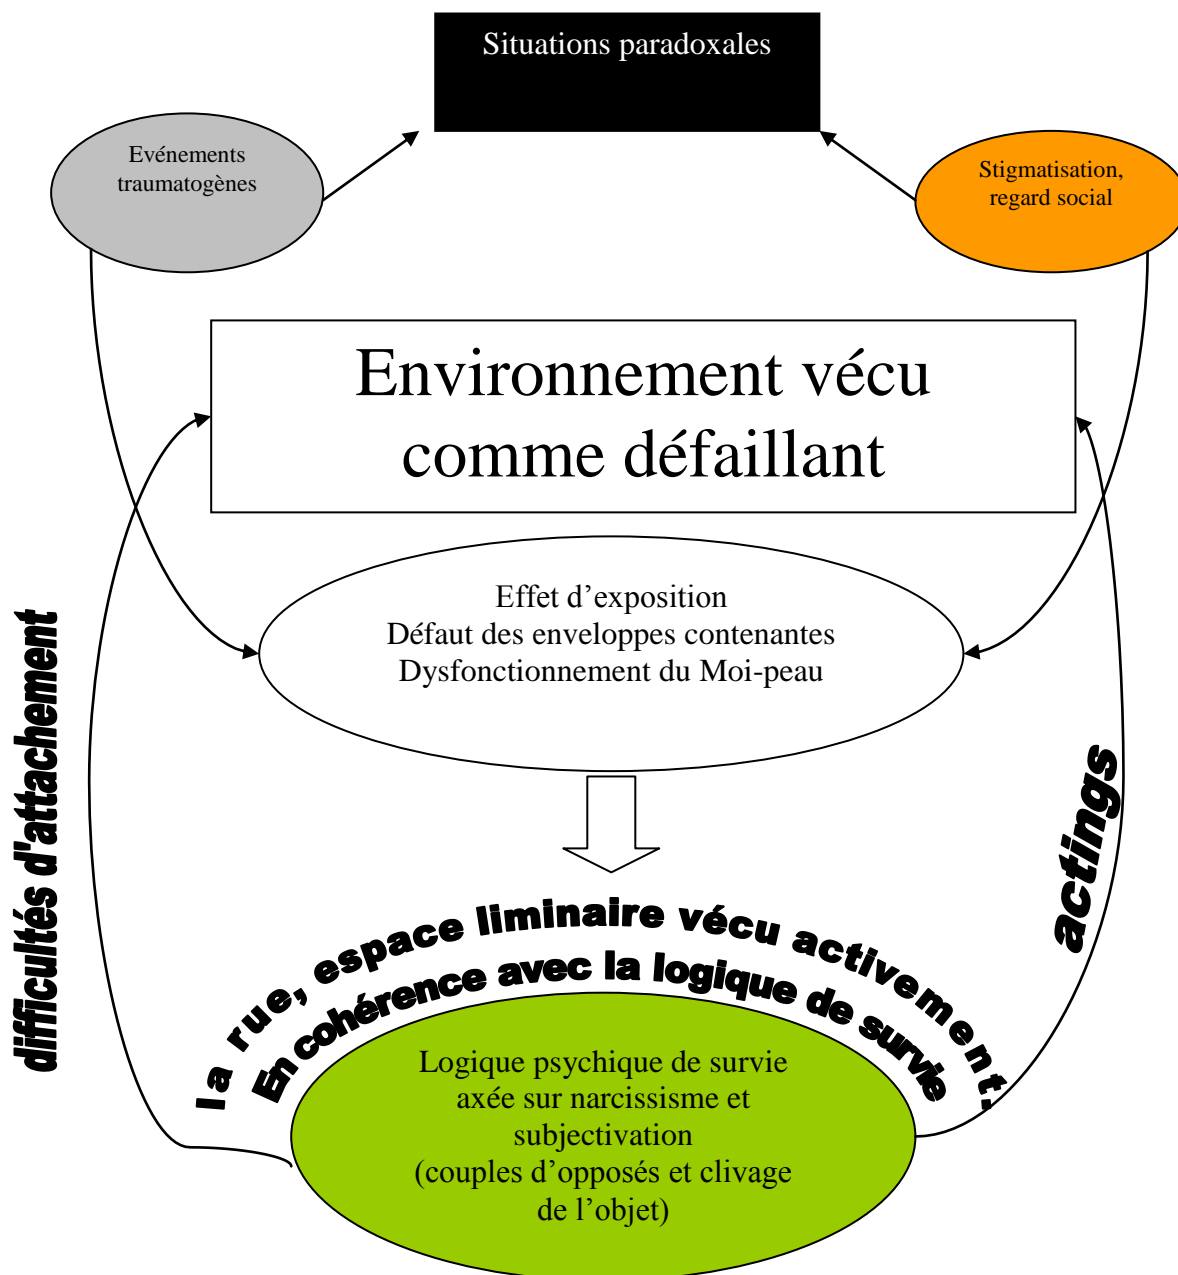 Situations paradoxales
Evénements
traumatogènes
Stigmatisation,
regard social
Environnement vécu
comme défaillant
Effet d’exposition
Défaut des enveloppes contenantes
Dysfonctionnement du Moi-peau
difficultés d'attachement
actings
la rue, espace liminaire vécu activement.
En cohérence avec la logique de survie
Logique psychique de survie
axée sur narcissisme et
subjectivation
(couples d’opposés et clivage
de l’objet)